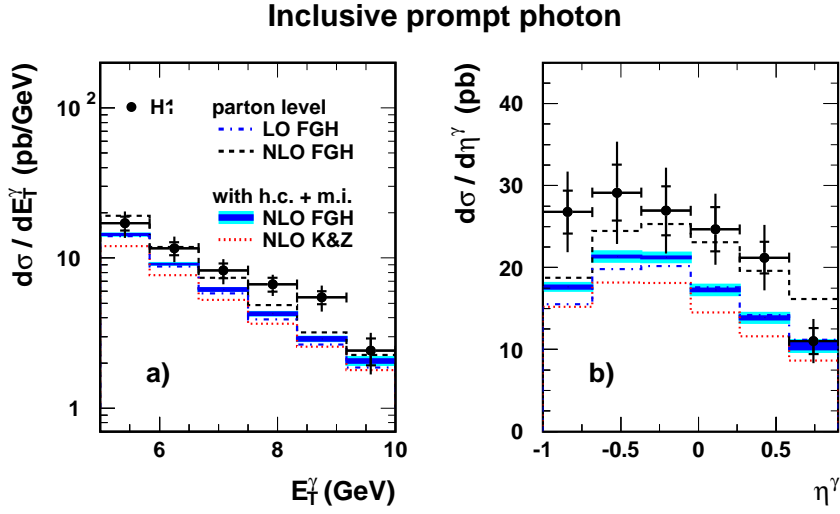 Inclusive prompt photon
dσ / dE_T^γ (pb/GeV)
10^2
10
1
H1
parton level
LO FGH
NLO FGH
with h.c. + m.i.
NLO FGH
NLO K&Z
a)
6
8
10
E_T^γ (GeV)
dσ / dη^γ (pb)
40
30
20
10
0
b)
-1
-0.5
0
0.5
η^γ